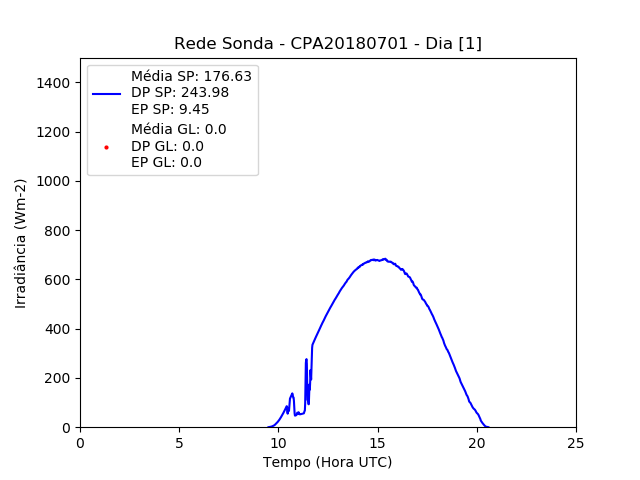 Rede Sonda - CPA20180701 - Dia [1]
Média SP: 176.63
DP SP: 243.98
EP SP: 9.45
Média GL: 0.0
DP GL: 0.0
EP GL: 0.0
1400
1200
1000
800
600
400
200
0
Irradiância (Wm-2)
0 5 10 15 20 25
Tempo (Hora UTC)